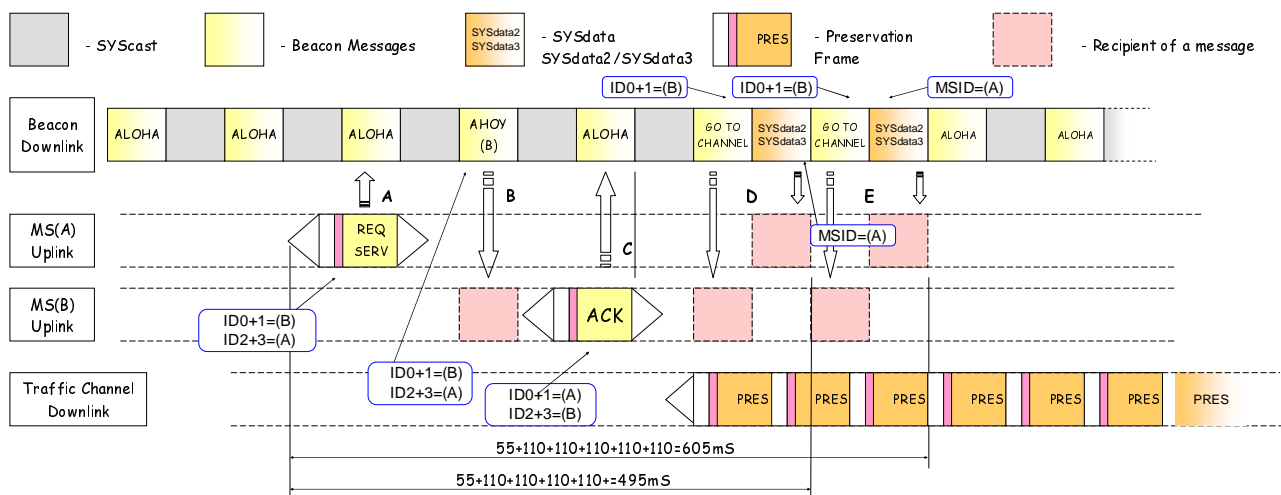 - SYScast
- Beacon Messages
SYSdata2
SYSdata3
- SYSdata
SYSdata2/SYSdata3
PRES
- Preservation
Frame
- Recipient of a message
ID0+1=(B)
ID0+1=(B)
MSID=(A)
Beacon
Downlink
ALOHA
ALOHA
ALOHA
AHOY
(B)
ALOHA
GO TO
CHANNEL
SYSdata2
SYSdata3
GO TO
CHANNEL
SYSdata2
SYSdata3
ALOHA
ALOHA
A
B
C
D
E
MS(A)
Uplink
REQ
SERV
MSID=(A)
MS(B)
Uplink
ACK
ID0+1=(B)
ID2+3=(A)
ID0+1=(B)
ID2+3=(A)
ID0+1=(A)
ID2+3=(B)
Traffic Channel
Downlink
PRES
PRES
PRES
PRES
PRES
PRES
PRES
55+110+110+110+110+110=605mS
55+110+110+110+110+=495mS